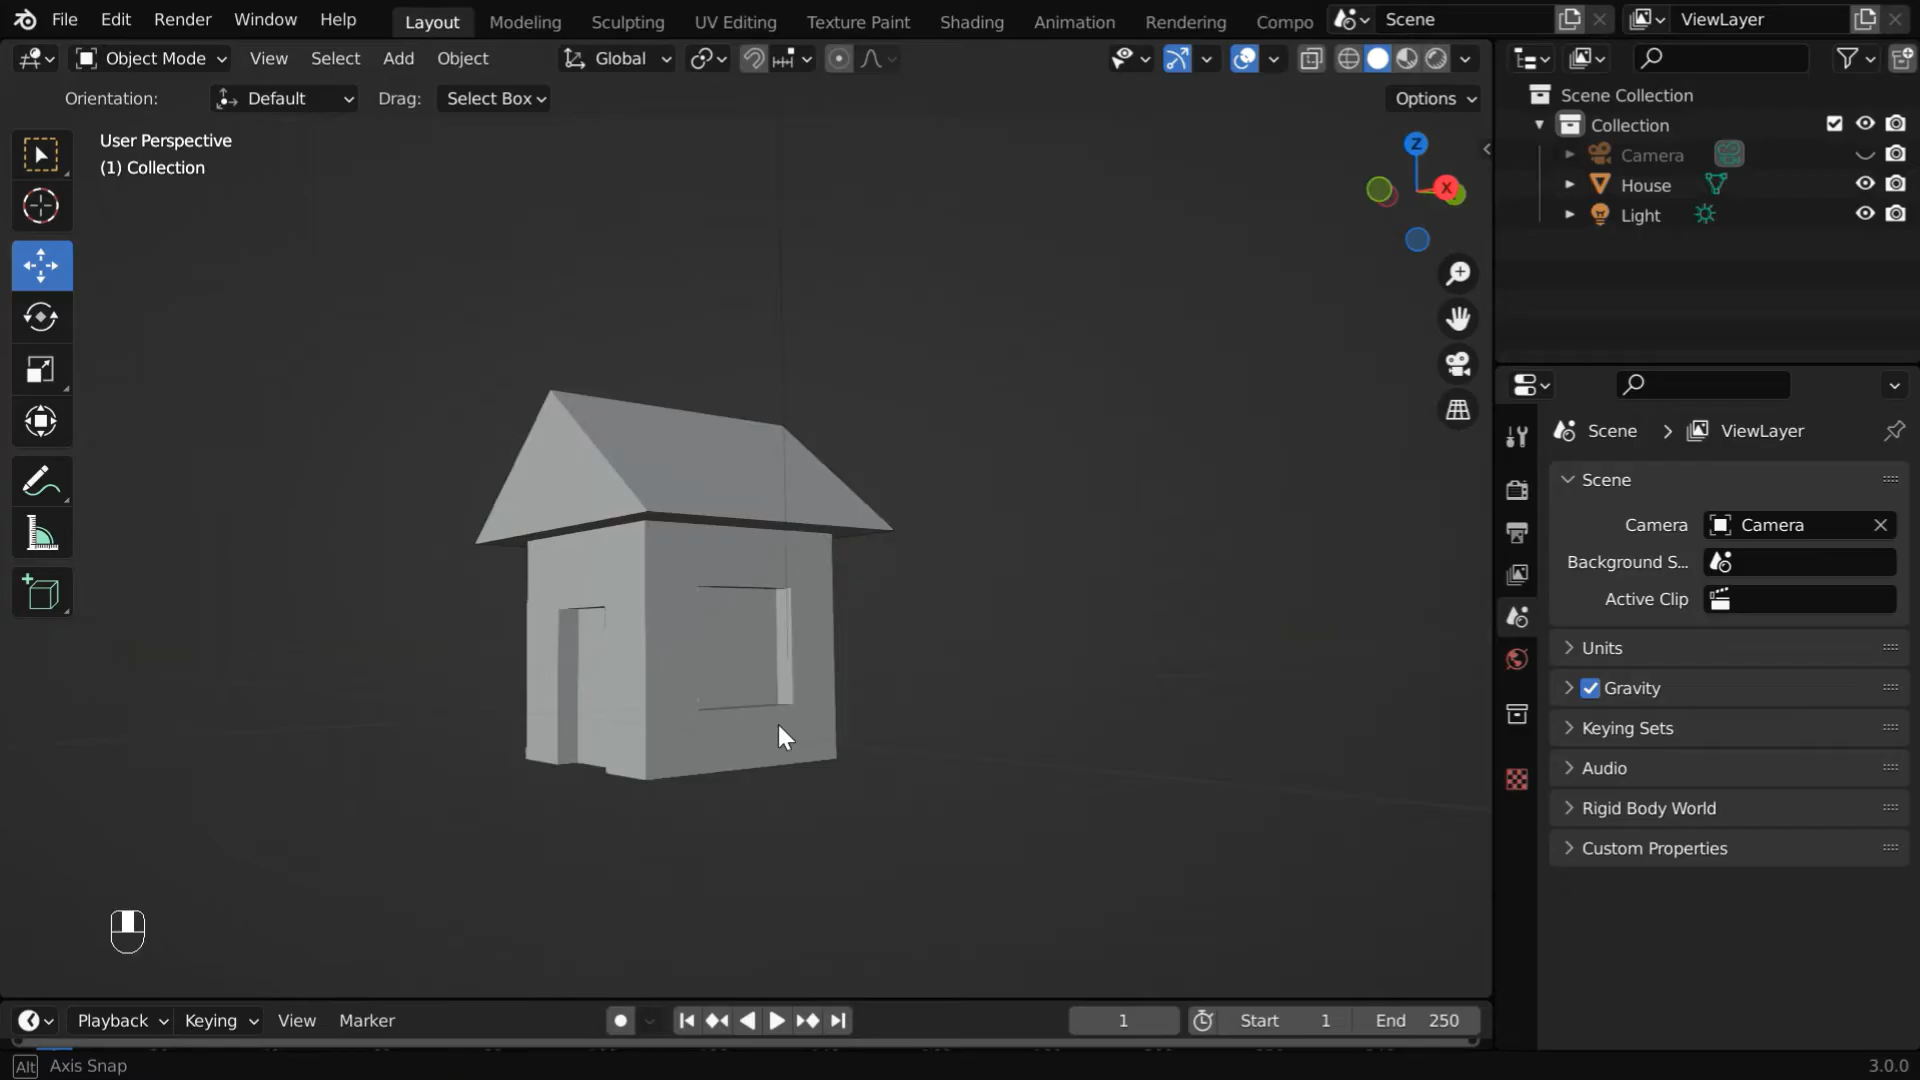 File Edit Render Window Help Layout Modeling Sculpting UV Editing Texture Paint Shading Animation Rendering Compo Scene ViewLayer
Object Mode View Select Add Object Global
Orientation: Default Drag: Select Box Options
User Perspective
(1) Collection
Z
X
Scene Collection
Collection
Camera
House
Light
Scene > ViewLayer
Scene
Camera Camera
Background S...
Active Clip
Units
Gravity
Keying Sets
Audio
Rigid Body World
Custom Properties
Playback Keying View Marker 1 Start 1 End 250
Alt Axis Snap 3.0.0